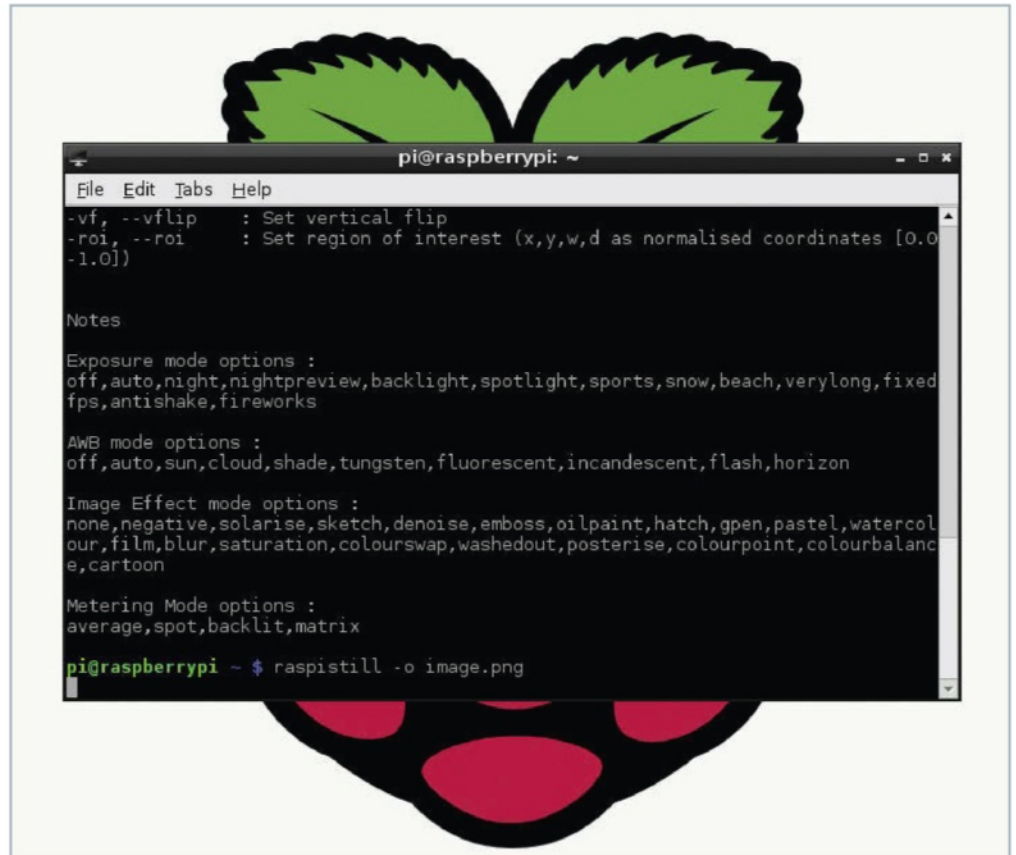 pi@raspberrypi: ~
File Edit Tabs Help
-vf, --vflip    : Set vertical flip
-roi, --roi     : Set region of interest (x,y,w,d as normalised coordinates [0.0
-1.0])
Notes
Exposure mode options :
off,auto,night,nightpreview,backlight,spotlight,sports,snow,beach,verylong,fixed
fps,antishake,fireworks
AWB mode options :
off,auto,sun,cloud,shade,tungsten,fluorescent,incandescent,flash,horizon
Image Effect mode options :
none,negative,solarise,sketch,denoise,emboss,oilpaint,hatch,gpen,pastel,watercol
our,film,blur,saturation,colourswap,washedout,posterise,colourpoint,colourbalanc
e,cartoon
Metering Mode options :
average,spot,backlit,matrix
pi@raspberrypi ~ $ raspistill -o image.png